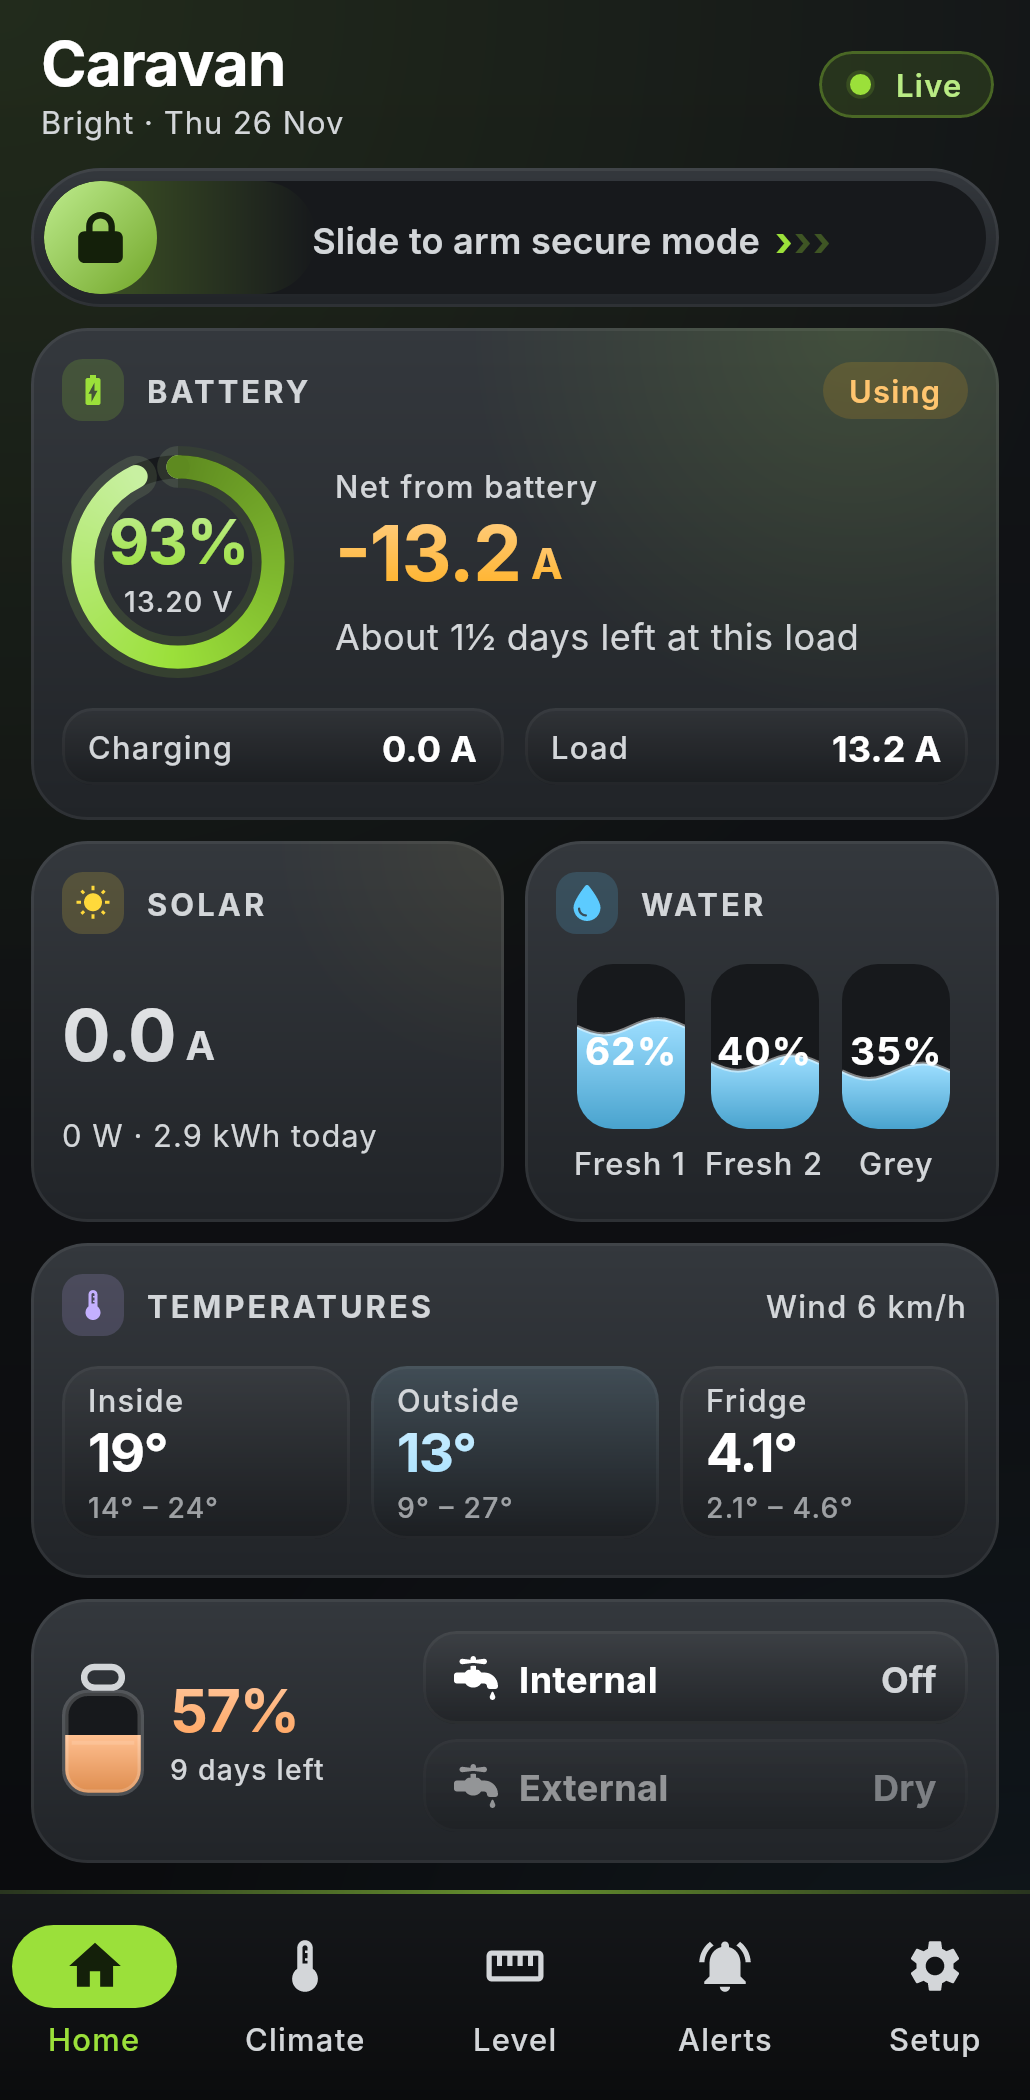 Caravan
Bright · Thu 26 Nov
Live
Slide to arm secure mode ›››
BATTERY
Using
93%
13.20 V
Net from battery
-13.2 A
About 1½ days left at this load
Charging 0.0 A
Load 13.2 A
SOLAR
0.0 A
0 W · 2.9 kWh today
WATER
62% 40% 35%
Fresh 1 Fresh 2 Grey
TEMPERATURES
Wind 6 km/h
Inside
19°
14° – 24°
Outside
13°
9° – 27°
Fridge
4.1°
2.1° – 4.6°
57%
9 days left
Internal Off
External Dry
Home Climate Level Alerts Setup